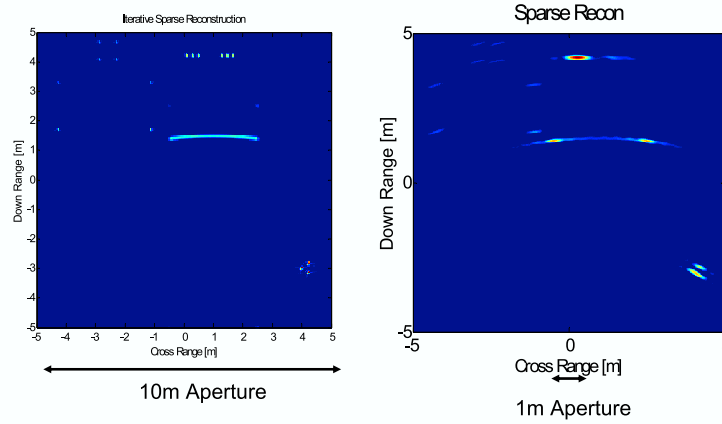 Iterative Sparse Reconstruction
5
4
3
2
1
0
-1
-2
-3
-4
-5
Down Range [m]
-5 -4 -3 -2 -1 0 1 2 3 4 5
Cross Range [m]
10m Aperture
Sparse Recon
5
0
-5
Down Range [m]
0
Cross Range [m]
1m Aperture